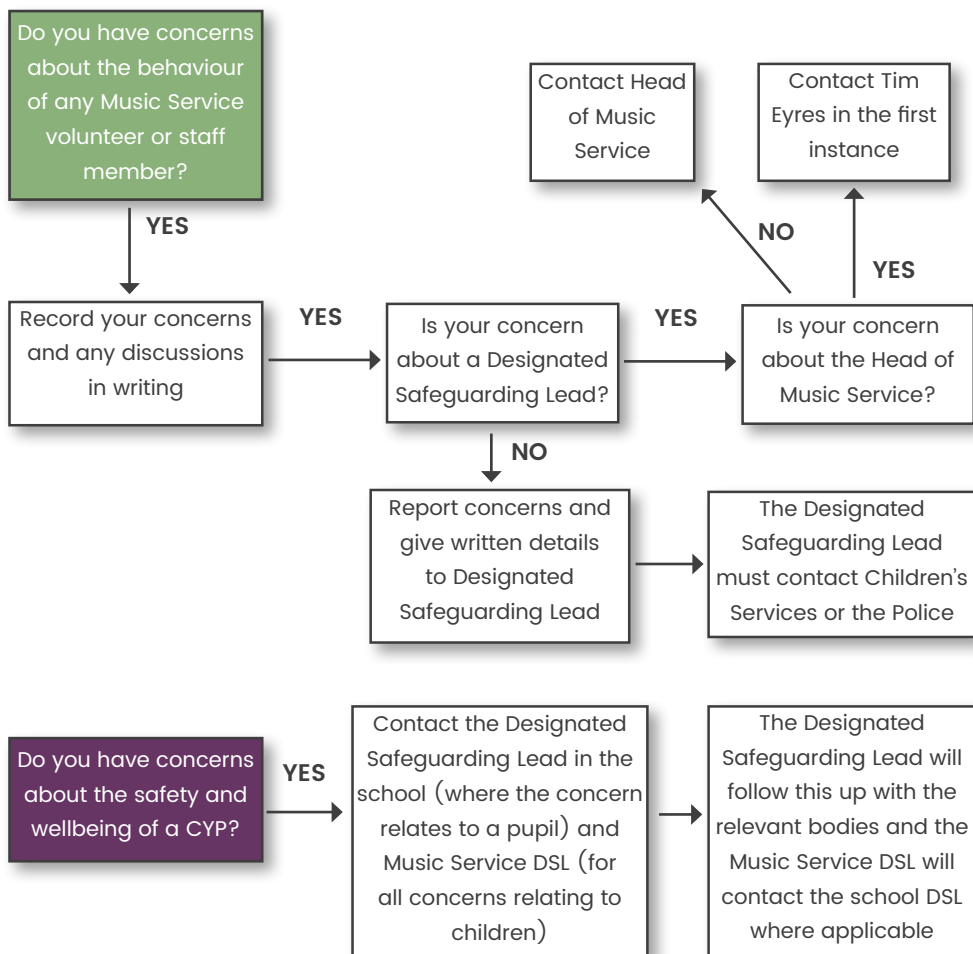 Do you have concerns
about the behaviour
of any Music Service
volunteer or staff
member?
Contact Head
of Music
Service
Contact Tim
Eyres in the first
instance
YES
NO
YES
Record your concerns
and any discussions
in writing
YES
Is your concern
about a Designated
Safeguarding Lead?
YES
Is your concern
about the Head of
Music Service?
NO
Report concerns and
give written details
to Designated
Safeguarding Lead
The Designated
Safeguarding Lead
must contact Children's
Services or the Police
Do you have concerns
about the safety and
wellbeing of a CYP?
YES
Contact the Designated
Safeguarding Lead in the
school (where the concern
relates to a pupil) and
Music Service DSL (for
all concerns relating to
children)
The Designated
Safeguarding Lead will
follow this up with the
relevant bodies and the
Music Service DSL will
contact the school DSL
where applicable